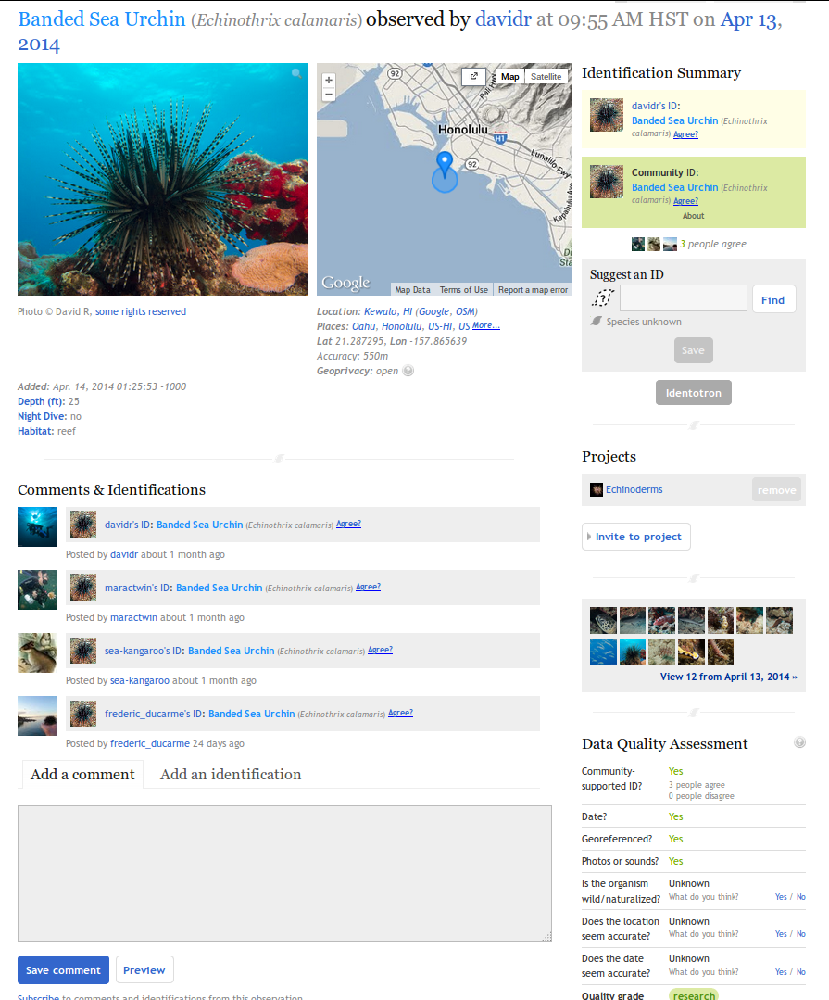 Banded Sea Urchin (Echinothrix calamaris) observed by davidr at 09:55 AM HST on Apr 13,
2014
92
Map
Satellite
Pali Hwy
Honolulu
H1
Lunalilo Fwy
92
Kapahulu Ave
Di
Sta
Google
Map Data
Terms of Use
Report a map error
Photo © David R, some rights reserved
Location: Kewalo, HI (Google, OSM)
Places: Oahu, Honolulu, US-HI, US More...
Lat 21.287295, Lon -157.865639
Accuracy: 550m
Geoprivacy: open ?
Added: Apr. 14, 2014 01:25:53 -1000
Depth (ft): 25
Night Dive: no
Habitat: reef
Comments & Identifications
davidr's ID: Banded Sea Urchin (Echinothrix calamaris) Agree?
Posted by davidr about 1 month ago
maractwin's ID: Banded Sea Urchin (Echinothrix calamaris) Agree?
Posted by maractwin about 1 month ago
sea-kangaroo's ID: Banded Sea Urchin (Echinothrix calamaris) Agree?
Posted by sea-kangaroo about 1 month ago
frederic_ducarme's ID: Banded Sea Urchin (Echinothrix calamaris) Agree?
Posted by frederic_ducarme 24 days ago
Add a comment
Add an identification
Save comment
Preview
Subscribe to comments and identifications from this observation
Identification Summary
davidr's ID:
Banded Sea Urchin (Echinothrix
calamaris) Agree?
Community ID:
Banded Sea Urchin (Echinothrix
calamaris) Agree?
About
3 people agree
Suggest an ID
?
Find
Species unknown
Save
Identotron
Projects
Echinoderms
remove
Invite to project
View 12 from April 13, 2014 »
Data Quality Assessment ?
Community-
supported ID?
Yes
3 people agree
0 people disagree
Date? Yes
Georeferenced? Yes
Photos or sounds? Yes
Is the organism
wild/naturalized?
Unknown
What do you think? Yes / No
Does the location
seem accurate?
Unknown
What do you think? Yes / No
Does the date
seem accurate?
Unknown
What do you think? Yes / No
Quality grade research